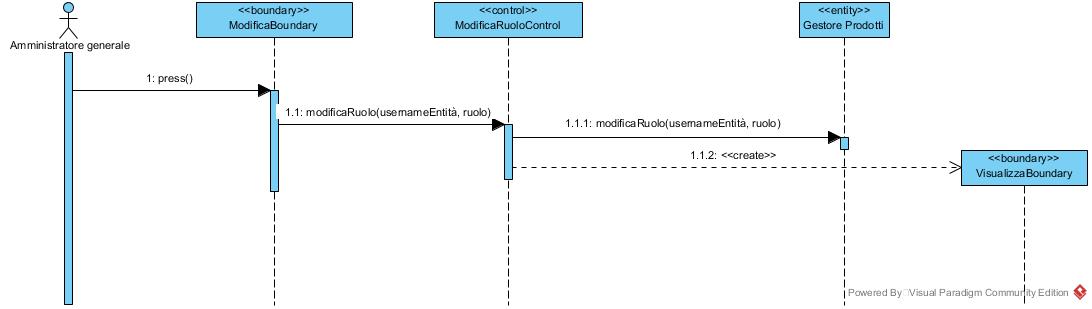 <<boundary>>
ModificaBoundary
<<control>>
ModificaRuoloControl
<<entity>>
Gestore Prodotti
Amministratore generale
1: press()
1.1: modificaRuolo(usernameEntità, ruolo)
1.1.1: modificaRuolo(usernameEntità, ruolo)
1.1.2: <<create>>
<<boundary>>
VisualizzaBoundary
Powered By Visual Paradigm Community Edition